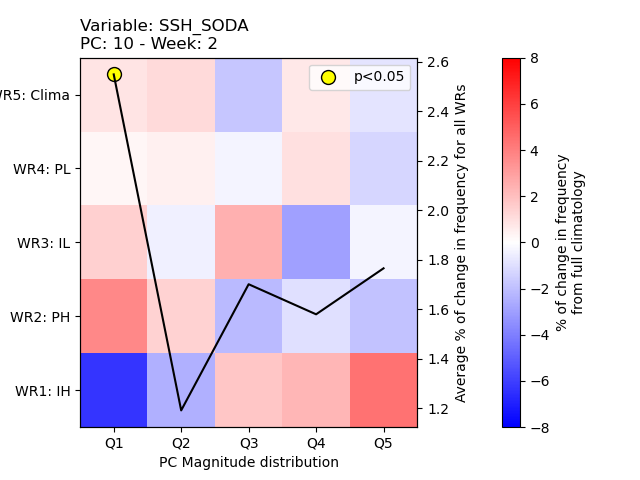 Variable: SSH_SODA
PC: 10 - Week: 2
p<0.05
WR5: Clima
WR4: PL
WR3: IL
WR2: PH
WR1: IH
Q1 Q2 Q3 Q4 Q5
PC Magnitude distribution
2.6
2.4
2.2
2.0
1.8
1.6
1.4
1.2
Average % of change in frequency for all WRs
8
6
4
2
0
−2
−4
−6
−8
% of change in frequency
from full climatology